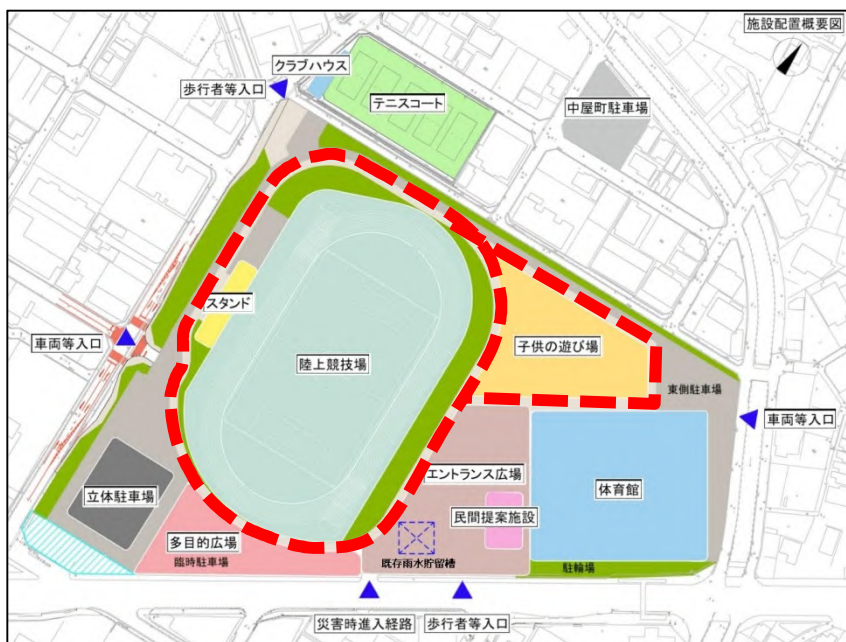 施設配置概要図
クラブハウス
歩行者等入口
テニスコート
中屋町駐車場
スタンド
車両等入口
陸上競技場
子供の遊び場
東側駐車場
車両等入口
エントランス広場
立体駐車場
体育館
民間提案施設
多目的広場
臨時駐車場
既存雨水貯留槽
駐輪場
災害時進入経路
歩行者等入口